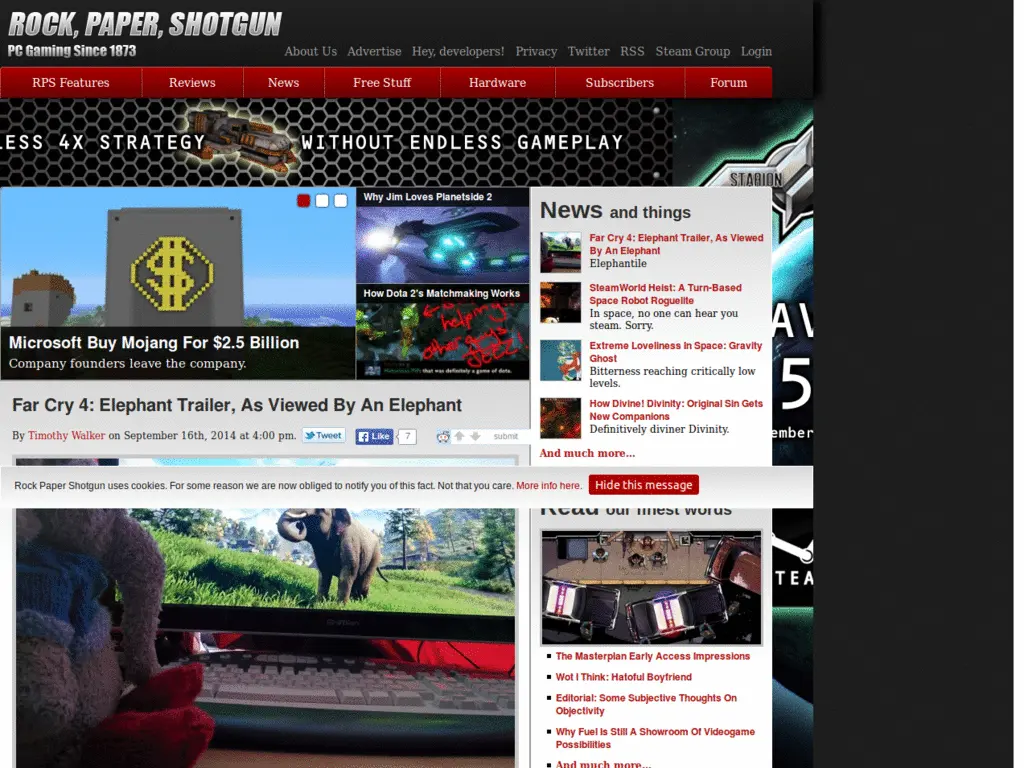 ROCK, PAPER, SHOTGUN
PC Gaming Since 1873
About Us Advertise Hey, developers! Privacy Twitter RSS Steam Group Login
RPS Features Reviews News Free Stuff Hardware Subscribers Forum
LESS 4X STRATEGY WITHOUT ENDLESS GAMEPLAY
Microsoft Buy Mojang For $2.5 Billion
Company founders leave the company.
Why Jim Loves Planetside 2
How Dota 2's Matchmaking Works
helping
other guys
that was definitely a game of dota.
News and things
Far Cry 4: Elephant Trailer, As Viewed
By An Elephant
Elephantile
SteamWorld Heist: A Turn-Based
Space Robot Roguelite
In space, no one can hear you
steam. Sorry.
Extreme Loveliness In Space: Gravity
Ghost
Bitterness reaching critically low
levels.
How Divine! Divinity: Original Sin Gets
New Companions
Definitively diviner Divinity.
And much more...
Far Cry 4: Elephant Trailer, As Viewed By An Elephant
By Timothy Walker on September 16th, 2014 at 4:00 pm. Tweet Like 7 submit
Rock Paper Shotgun uses cookies. For some reason we are now obliged to notify you of this fact. Not that you care. More info here. Hide this message
Read our finest words
The Masterplan Early Access Impressions
Wot I Think: Hatoful Boyfriend
Editorial: Some Subjective Thoughts On
Objectivity
Why Fuel Is Still A Showroom Of Videogame
Possibilities
And much more...
AV
5
ember
TEA